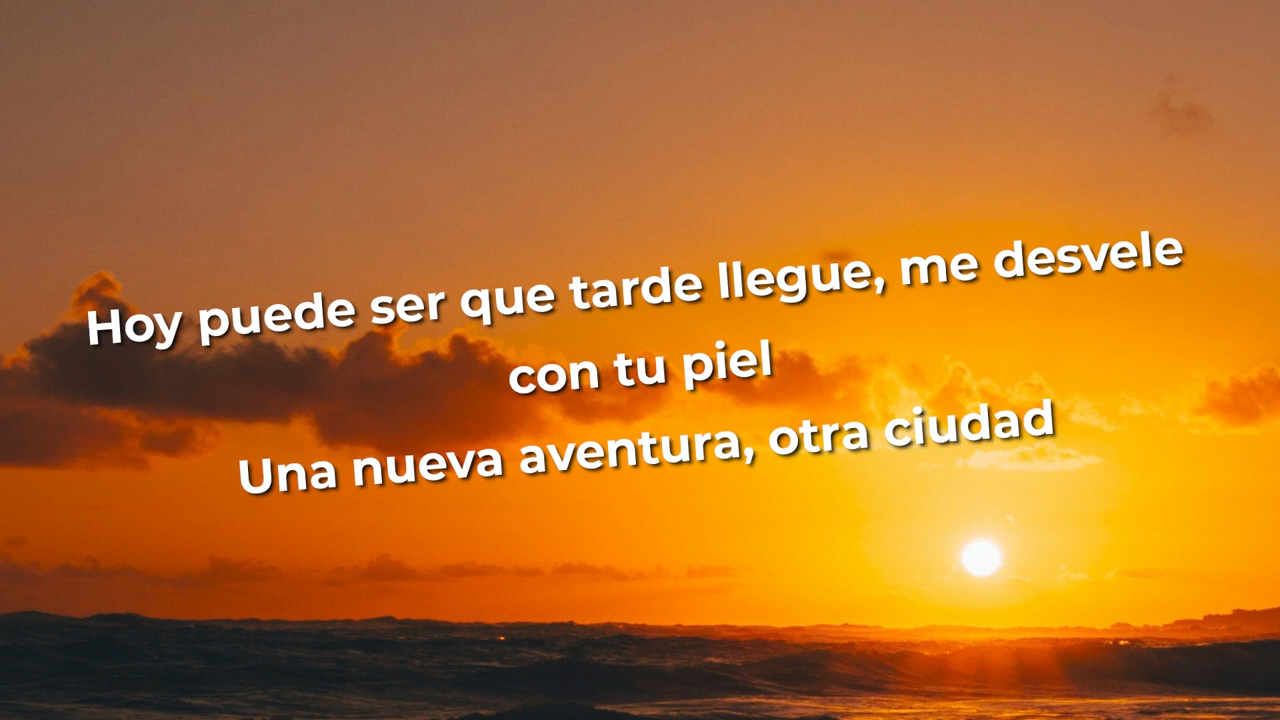 Hoy puede ser que tarde llegue, me desvele
con tu piel
Una nueva aventura, otra ciudad